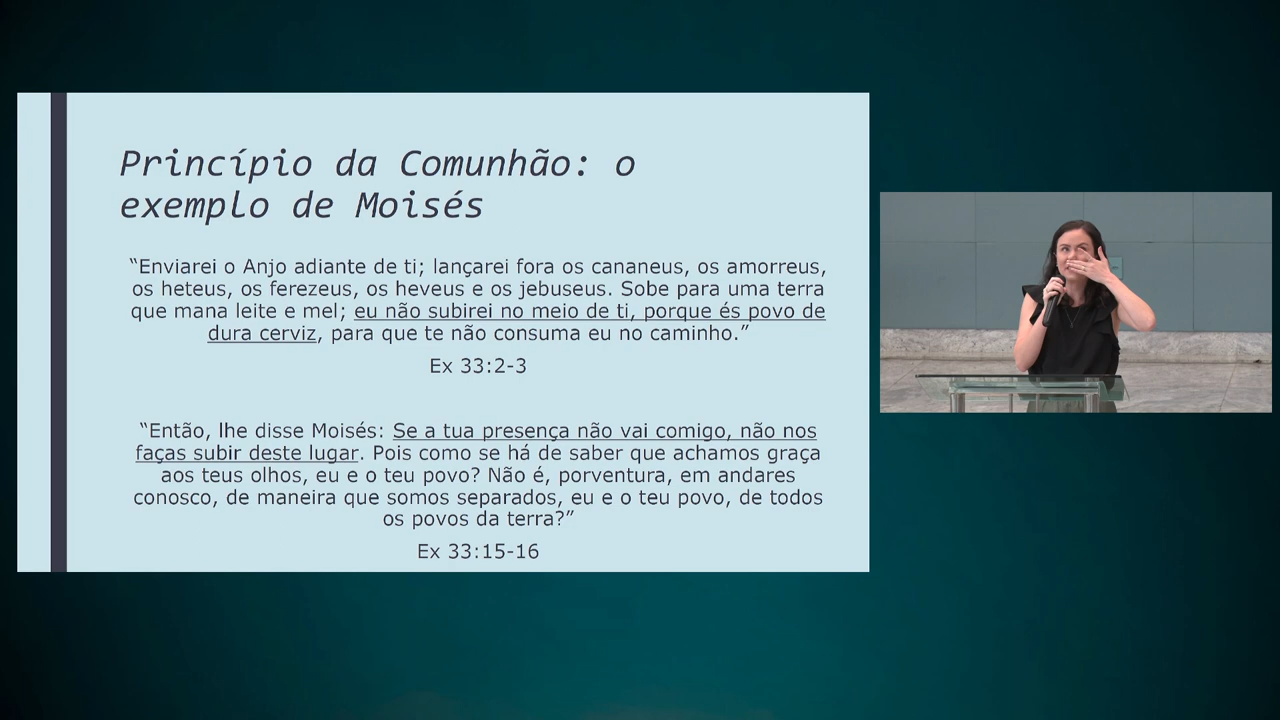 Princípio da Comunhão: o
exemplo de Moisés
“Enviarei o Anjo adiante de ti; lançarei fora os cananeus, os amorreus,
os heteus, os ferezeus, os heveus e os jebuseus. Sobe para uma terra
que mana leite e mel; eu não subirei no meio de ti, porque és povo de
dura cerviz, para que te não consuma eu no caminho.”
Ex 33:2-3
“Então, lhe disse Moisés: Se a tua presença não vai comigo, não nos
faças subir deste lugar. Pois como se há de saber que achamos graça
aos teus olhos, eu e o teu povo? Não é, porventura, em andares
conosco, de maneira que somos separados, eu e o teu povo, de todos
os povos da terra?”
Ex 33:15-16